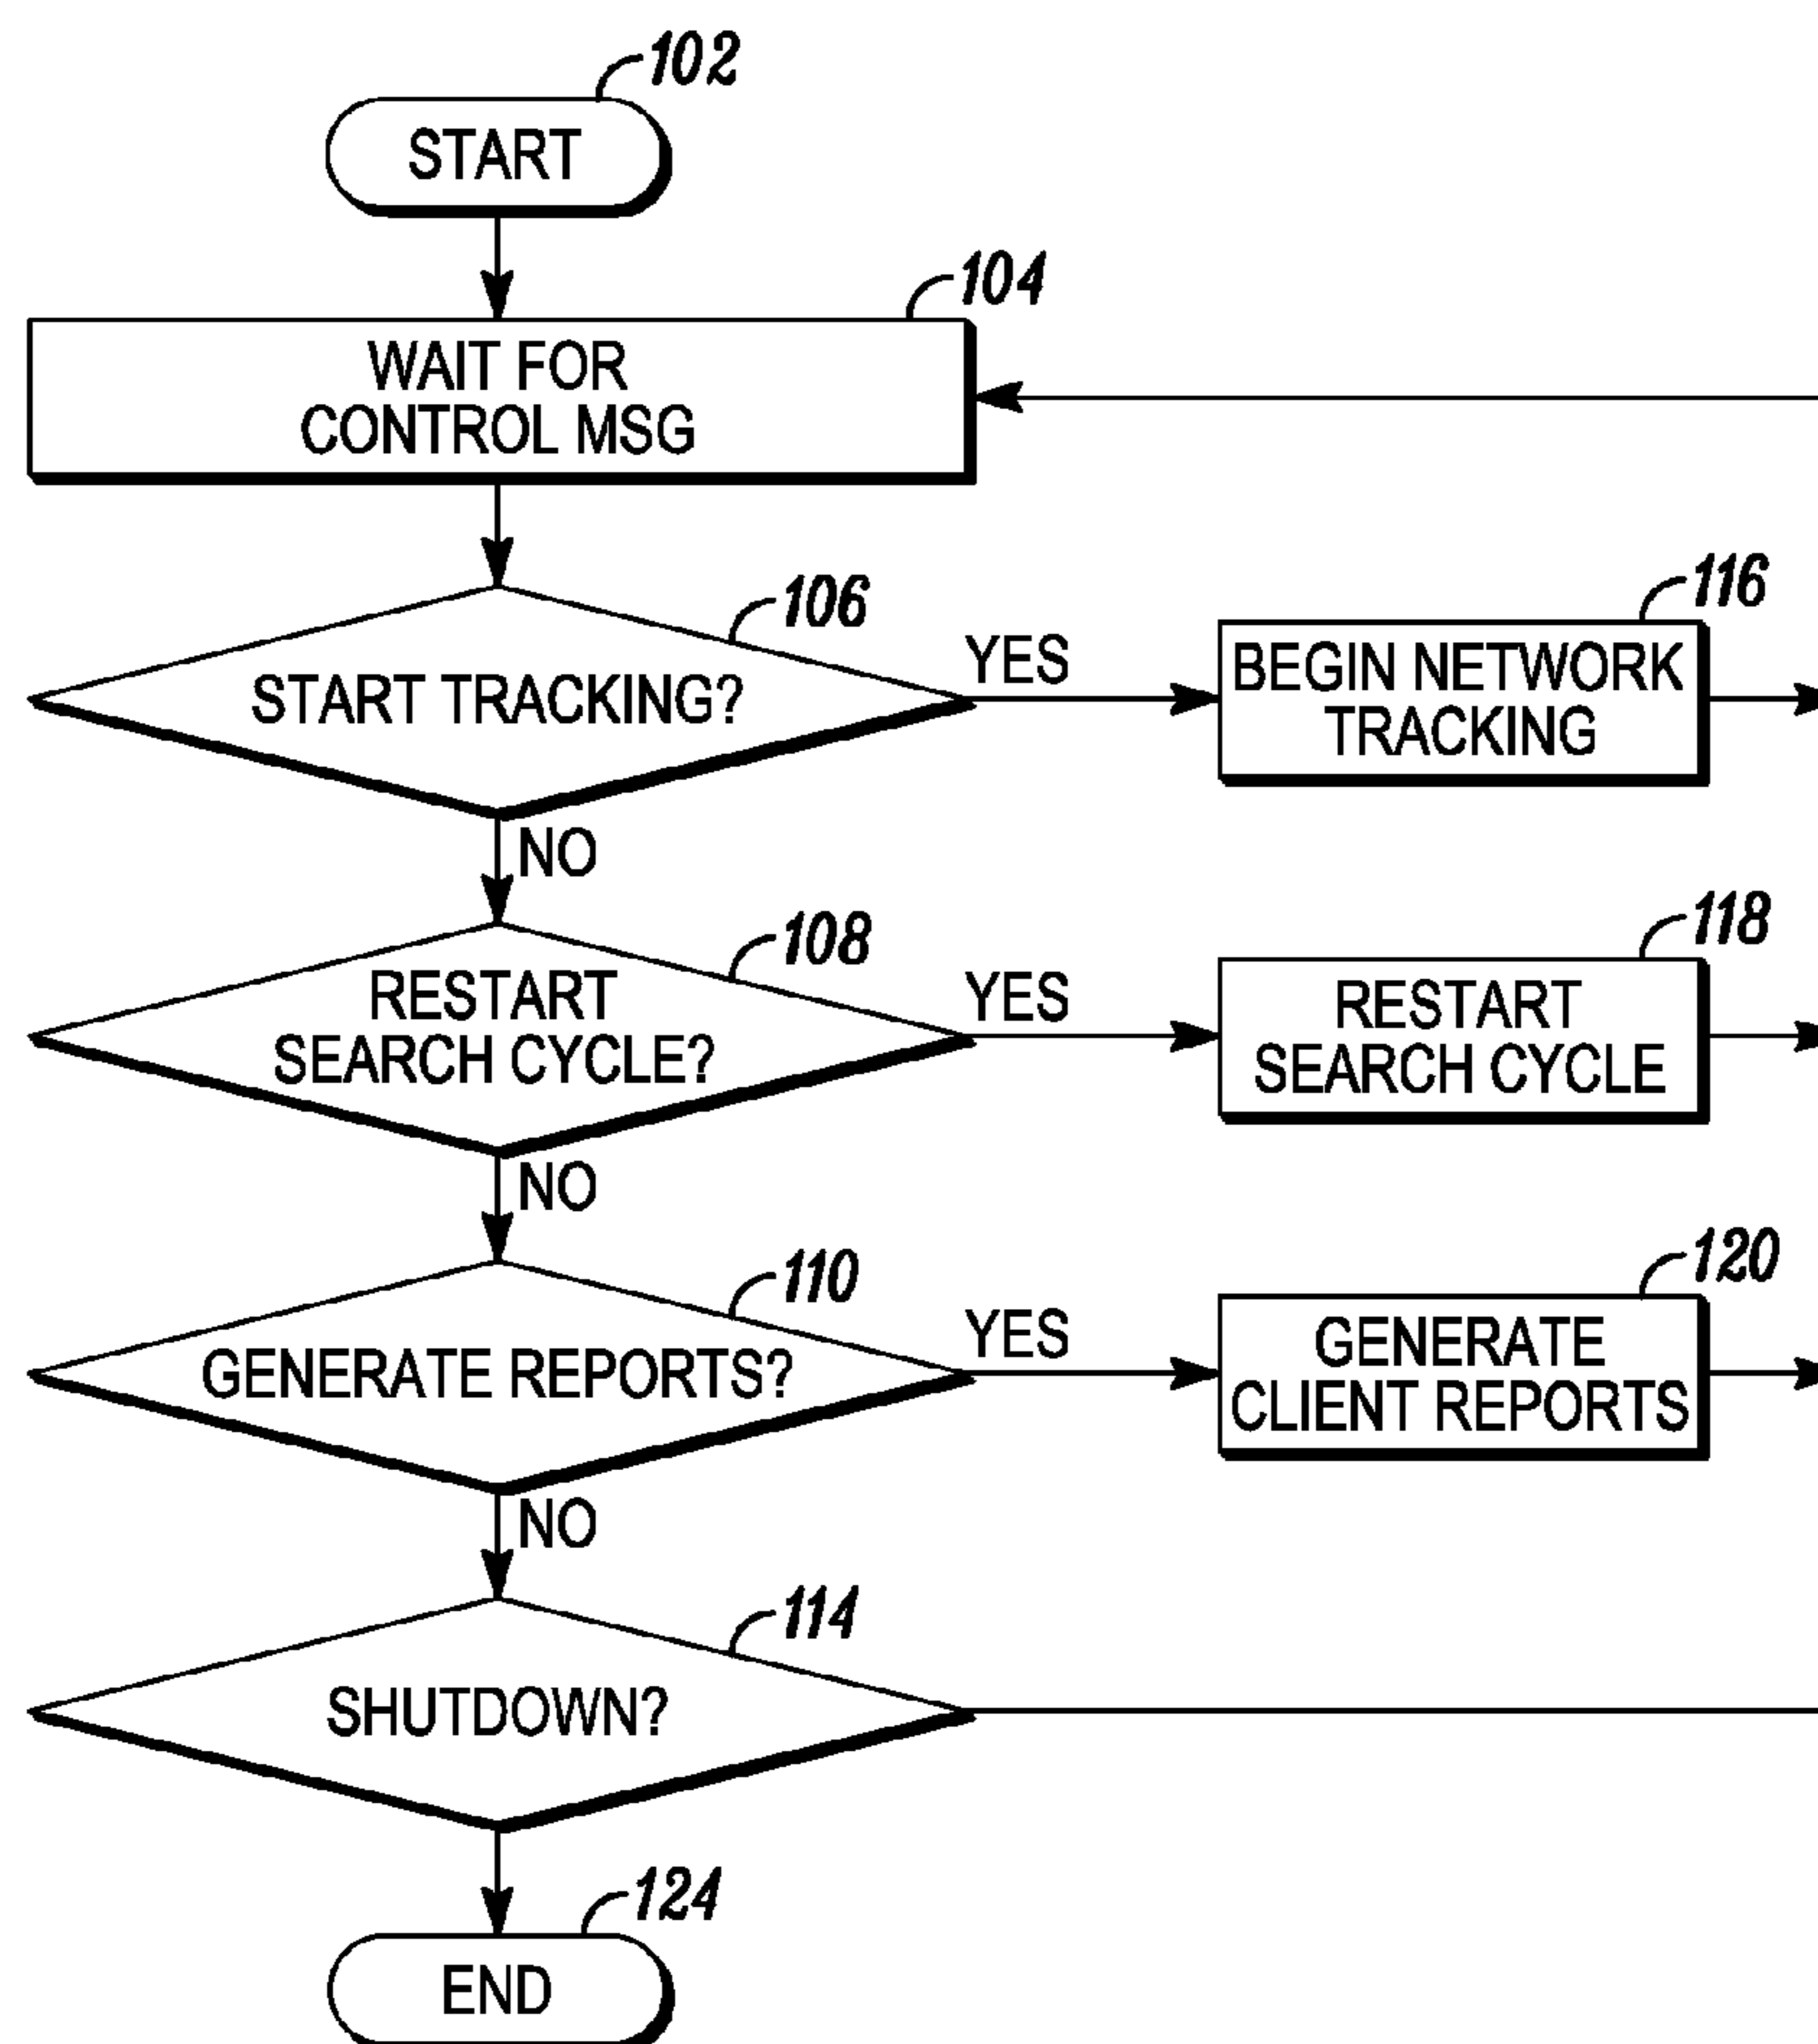 102
START
104
WAIT FOR
CONTROL MSG
106
START TRACKING?
YES
116
BEGIN NETWORK
TRACKING
NO
108
RESTART
SEARCH CYCLE?
YES
118
RESTART
SEARCH CYCLE
NO
110
GENERATE REPORTS?
YES
120
GENERATE
CLIENT REPORTS
NO
114
SHUTDOWN?
124
END